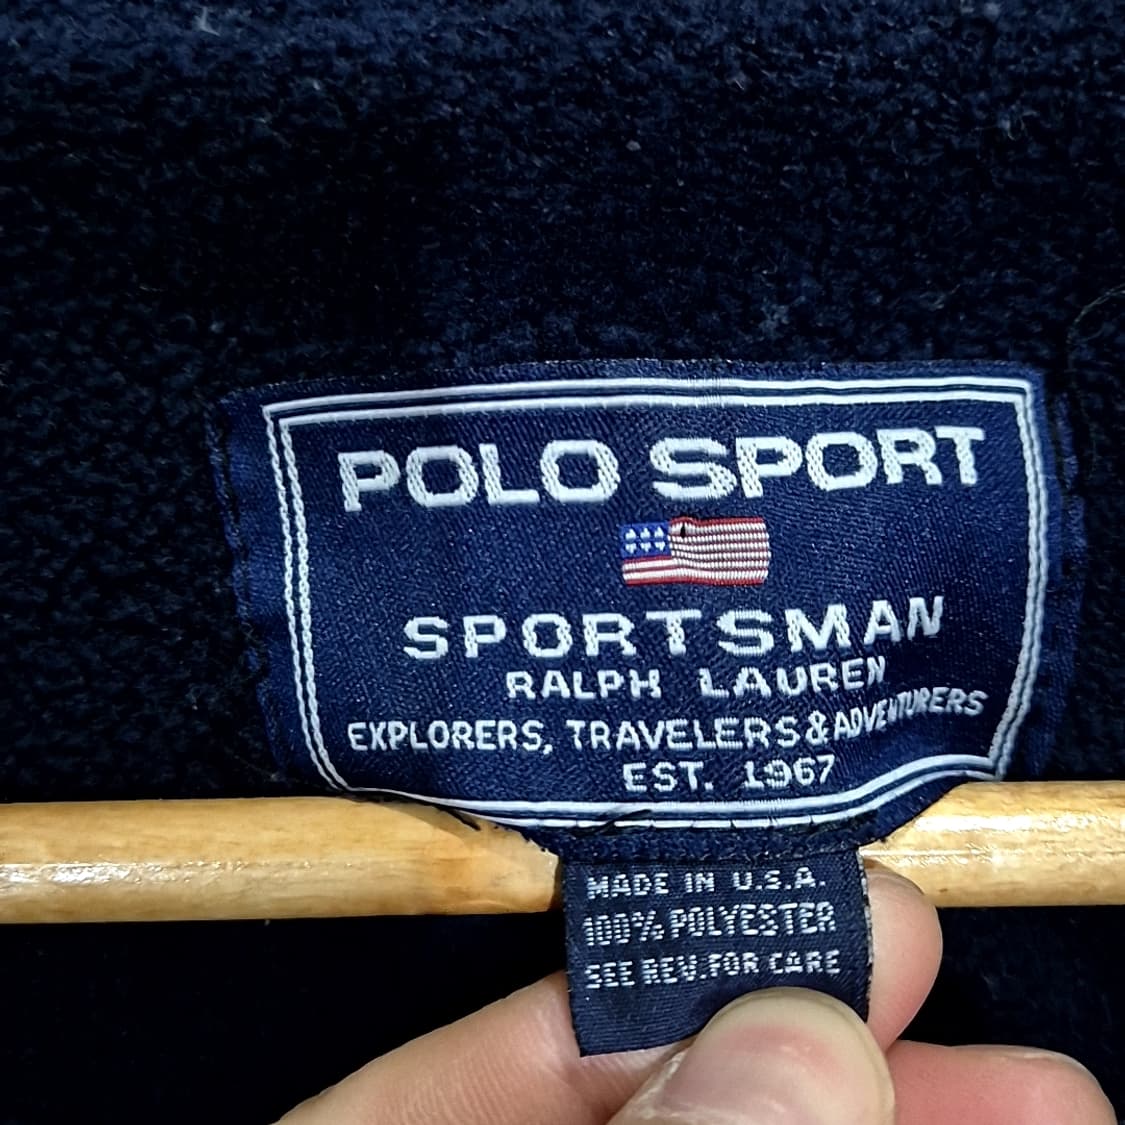 POLO SPORT
SPORTSMAN
RALPH LAUREN
EXPLORERS, TRAVELERS & ADVENTURERS
EST. 1967
MADE IN U.S.A.
100% POLYESTER
SEE REV. FOR CARE